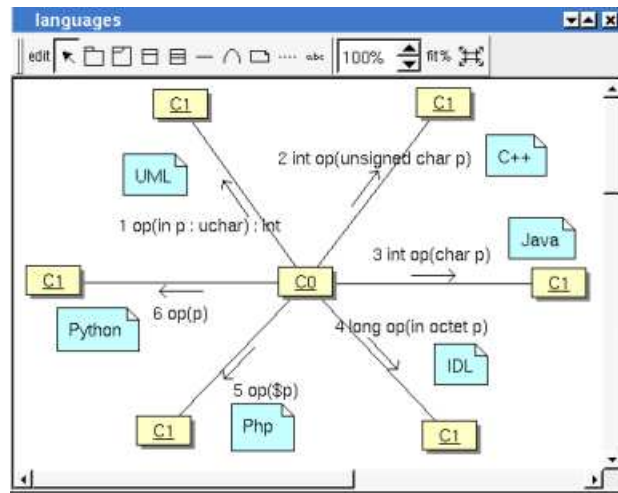 languages
edit
abc
100%
fit%
C1
C1
2 int op(unsigned char p)
C++
UML
1 op(in p : uchar) : int
Java
3 int op(char p)
C1
C0
C1
6 op(p)
Python
4 long op(in octet p)
IDL
5 op($p)
Php
C1
C1